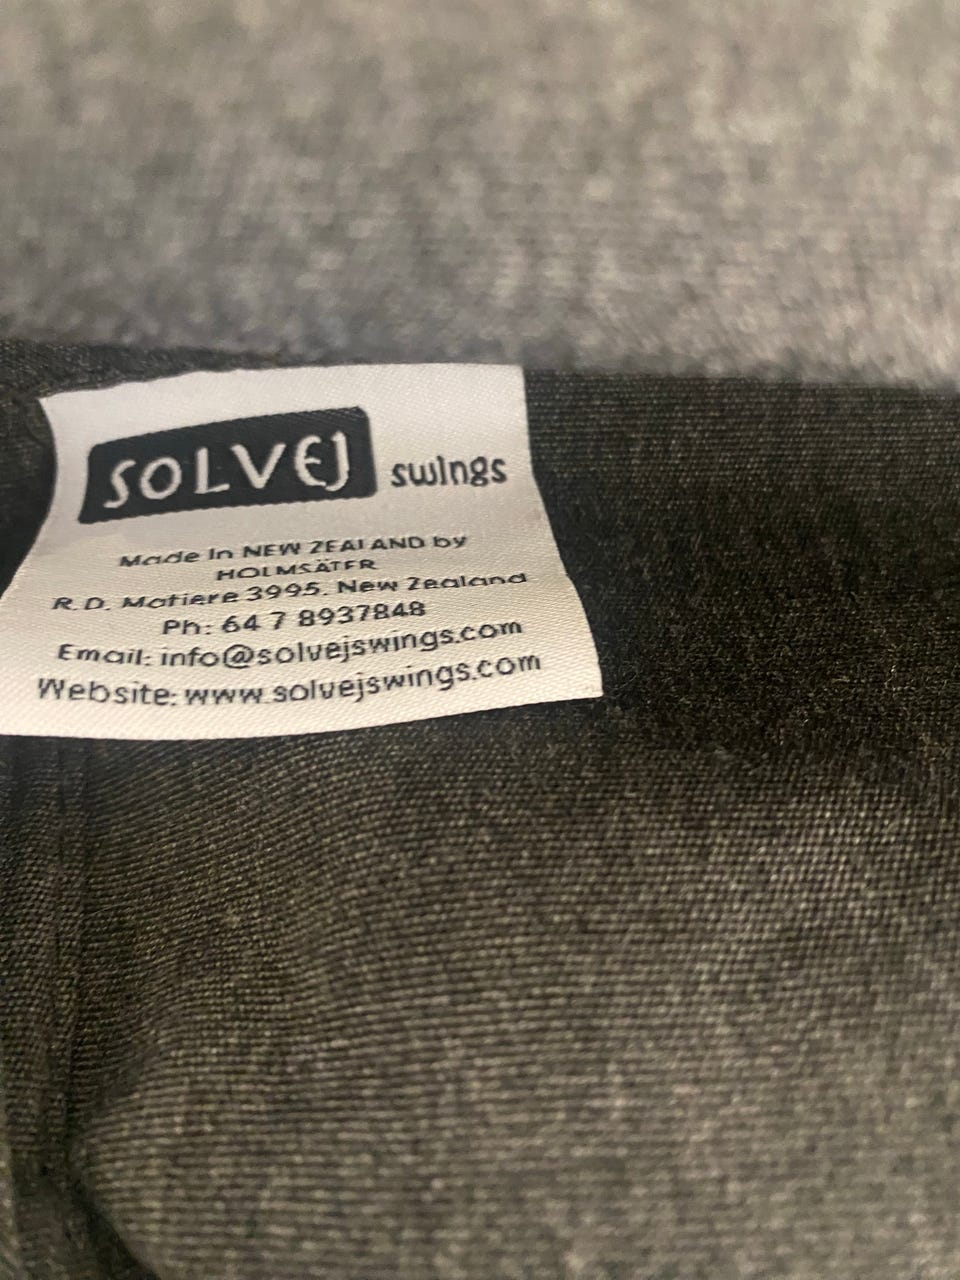 SOLVEJ swings
Made In NEW ZEALAND by
HOLMSÄTER
R.D. Matiere 3995. New Zealand
Ph: 64 7 8937848
Email: info@solvejswings.com
Website: www.solvejswings.com